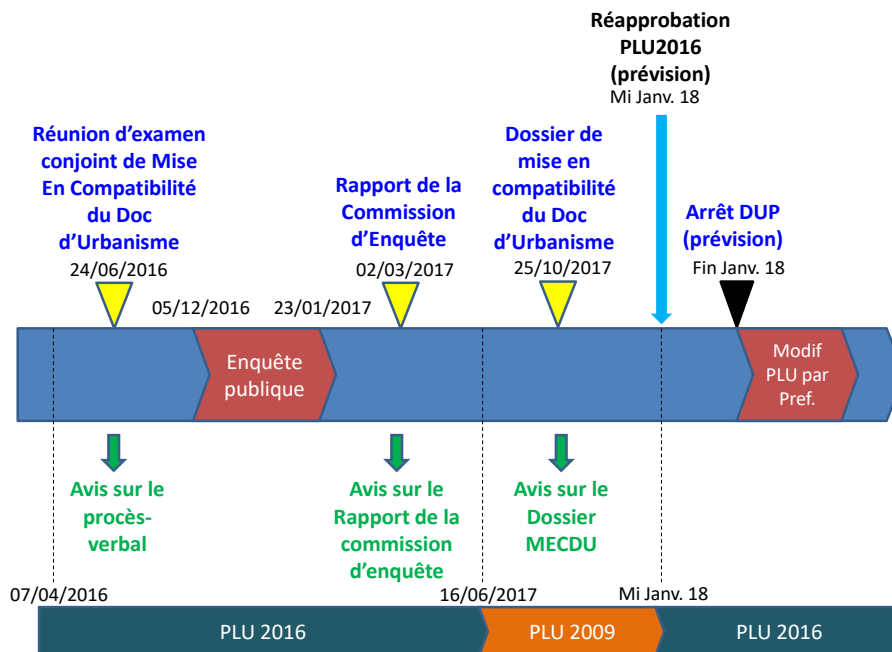 Réapprobation
PLU2016
(prévision)
Mi Janv. 18
Réunion d’examen
conjoint de Mise
En Compatibilité
du Doc
d’Urbanisme
24/06/2016
05/12/2016
23/01/2017
Rapport de la
Commission
d’Enquête
02/03/2017
Dossier de
mise en
compatibilité
du Doc
d’Urbanisme
25/10/2017
Arrêt DUP
(prévision)
Fin Janv. 18
Enquête
publique
Modif
PLU par
Pref.
Avis sur le
procès-
verbal
Avis sur le
Rapport de la
commission
d’enquête
Avis sur le
Dossier
MECDU
07/04/2016
16/06/2017
Mi Janv. 18
PLU 2016
PLU 2009
PLU 2016